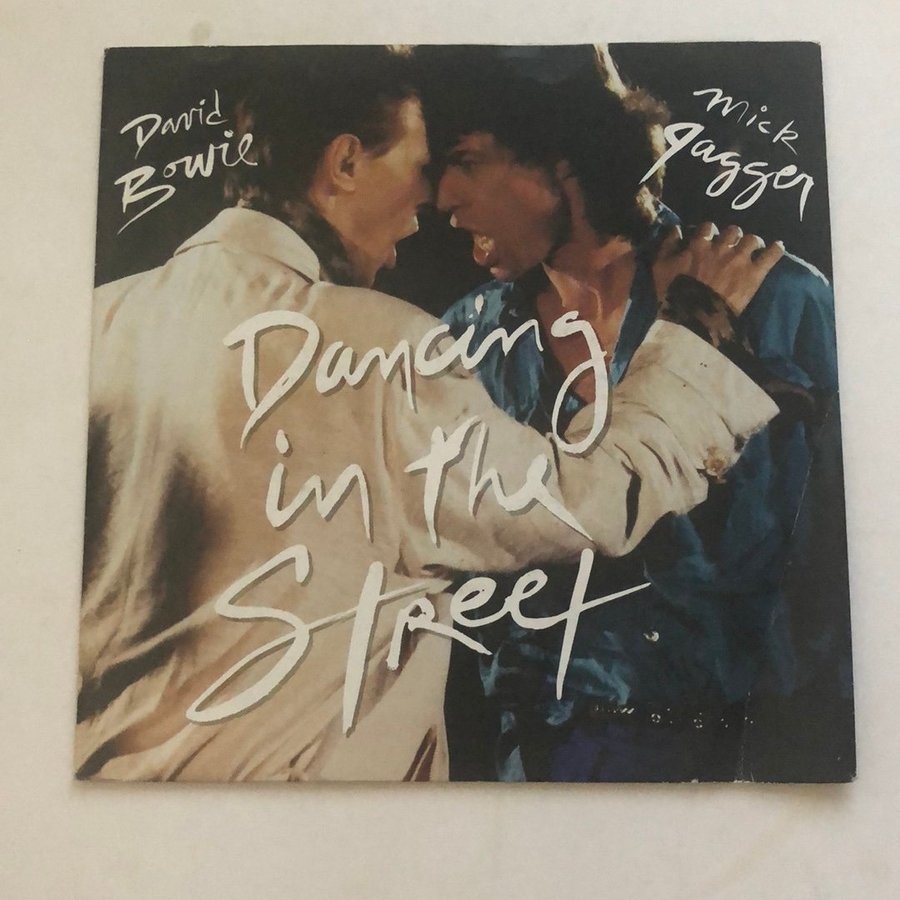 David
Bowie
Mick
Jagger
Dancing
in the
Street